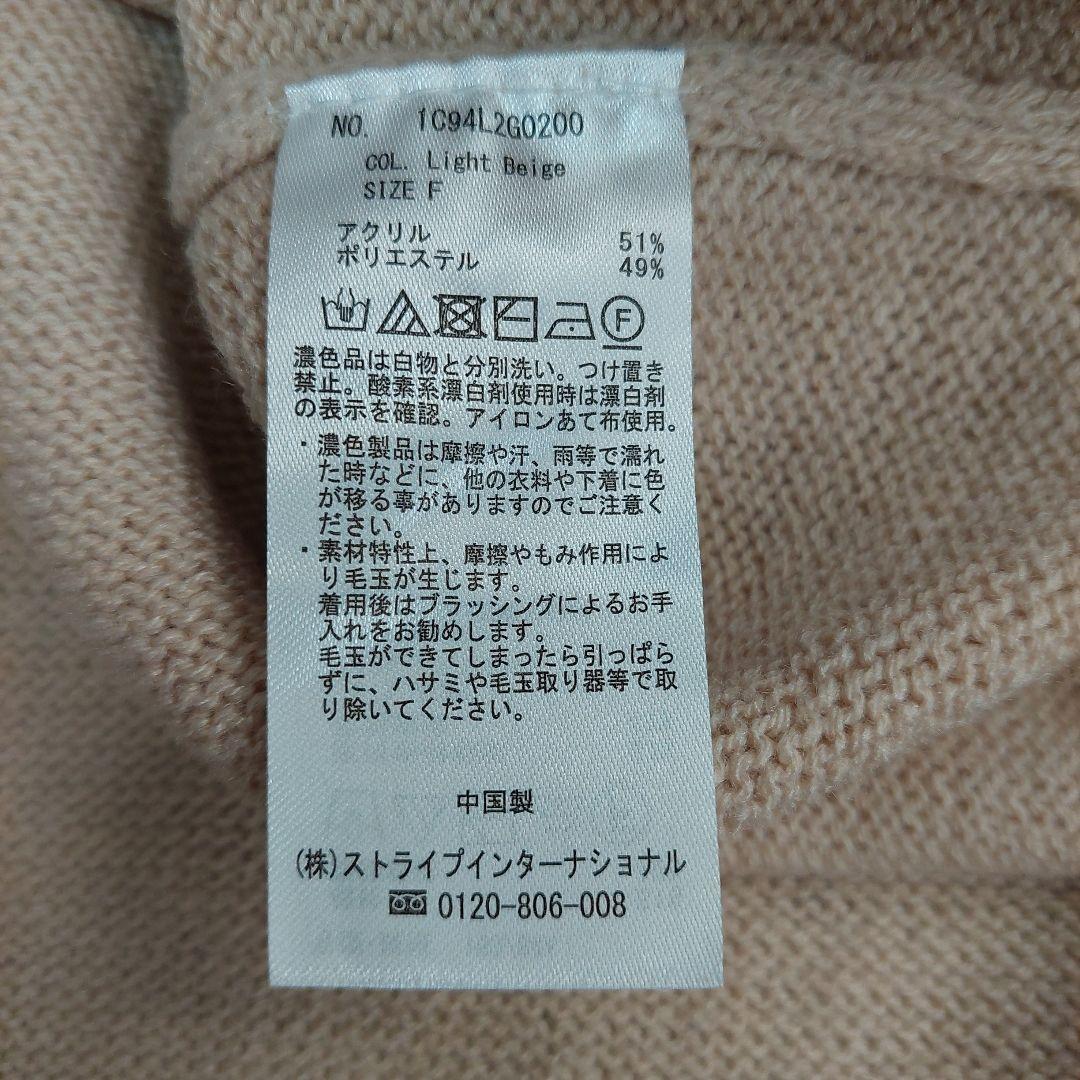 NO. 1C94L2G0200
COL. Light Beige
SIZE F
アクリル 51%
ポリエステル 49%
F
濃色品は白物と分別洗い。つけ置き
禁止。酸素系漂白剤使用時は漂白剤
の表示を確認。アイロンあて布使用。
・濃色製品は摩擦や汗、雨等で濡れ
た時などに、他の衣料や下着に色
が移る事がありますのでご注意く
ださい。
・素材特性上、摩擦やもみ作用によ
り毛玉が生じます。
着用後はブラッシングによるお手
入れをお勧めします。
毛玉ができてしまったら引っぱら
ずに、ハサミや毛玉取り器等で取
り除いてください。
中国製
(株)ストライプインターナショナル
0120-806-008